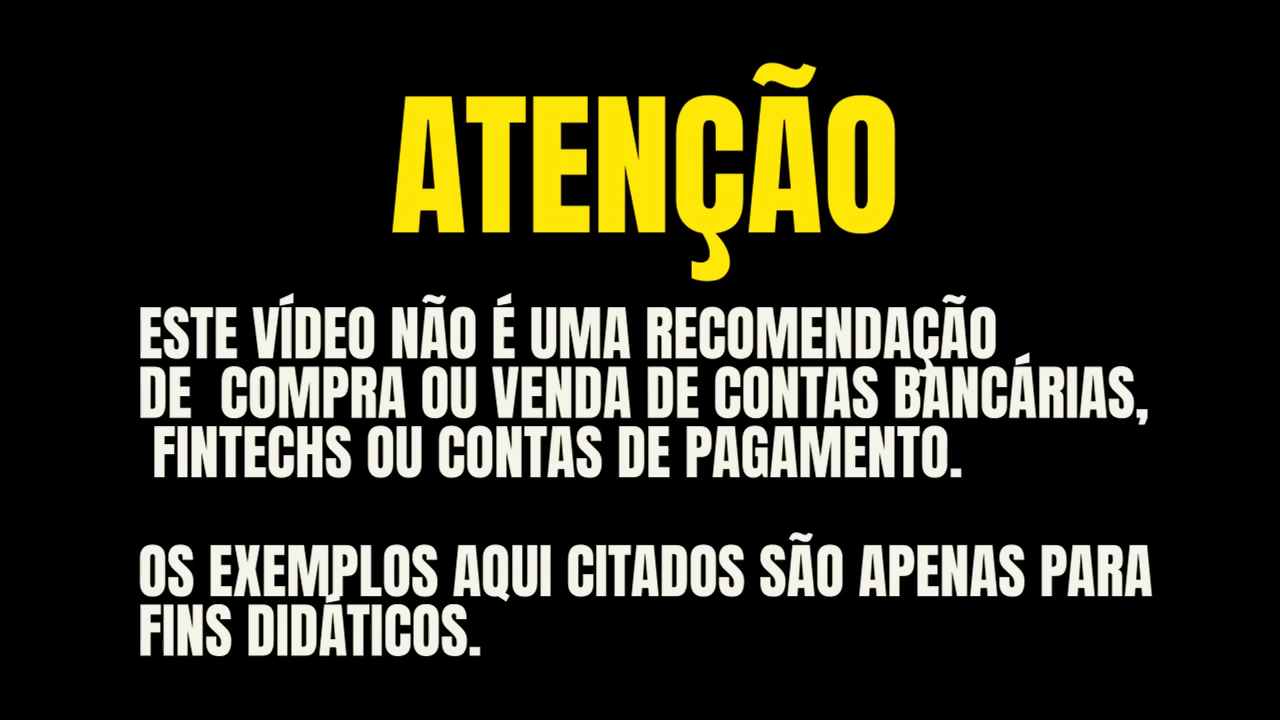 ATENÇÃO
ESTE VÍDEO NÃO É UMA RECOMENDAÇÃO
DE COMPRA OU VENDA DE CONTAS BANCÁRIAS,
FINTECHS OU CONTAS DE PAGAMENTO.
OS EXEMPLOS AQUI CITADOS SÃO APENAS PARA
FINS DIDÁTICOS.